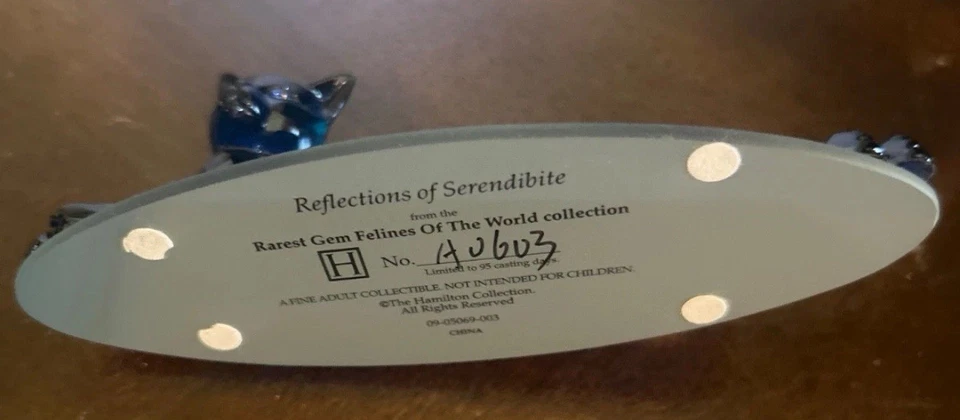 Reflections of Serendibite
from the
Rarest Gem Felines Of The World collection
H No. A0603
Limited to 95 casting days.
A FINE ADULT COLLECTIBLE. NOT INTENDED FOR CHILDREN.
©The Hamilton Collection.
All Rights Reserved
09-05069-003
CHINA